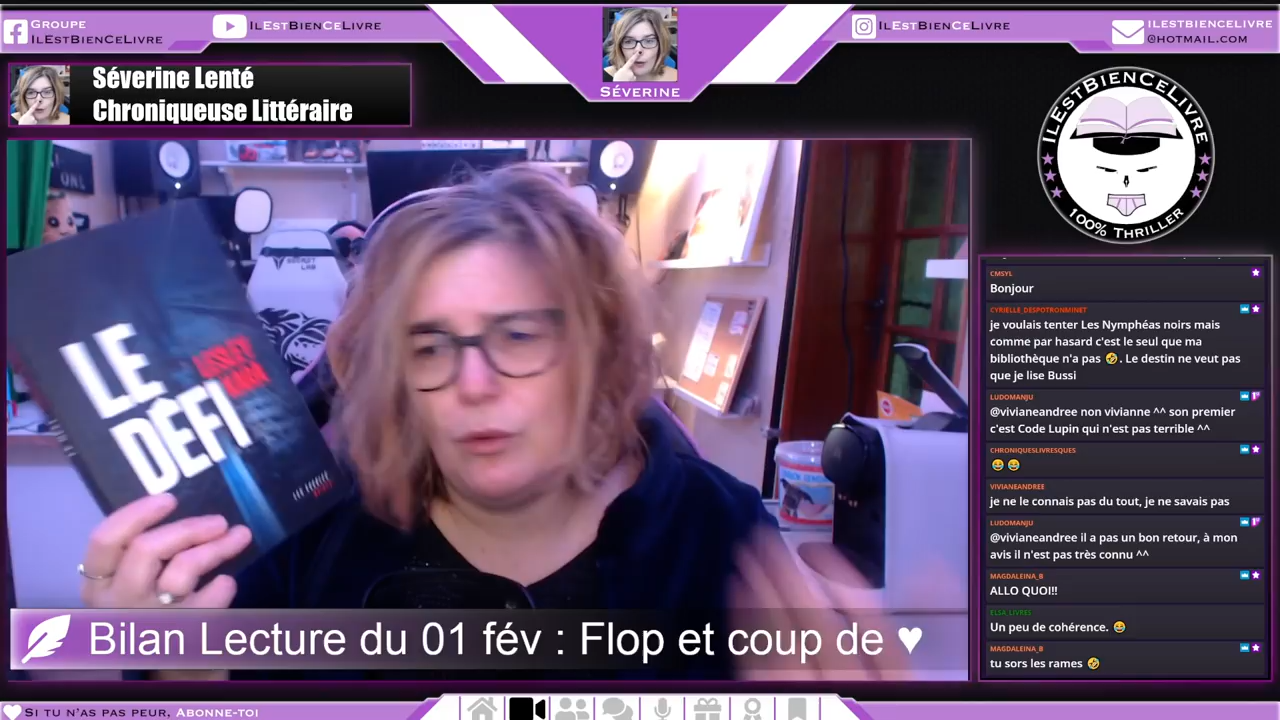 GROUPE
ILESTBIENCELIVRE
ILESTBIENCELIVRE
SÉVERINE
ILESTBIENCELIVRE
ILESTBIENCELIVRE
@HOTMAIL.COM
Séverine Lenté
Chroniqueuse Littéraire
ILESTBIENCELIVRE
100% THRILLER
LE
DÉFI
LESLEY
KARA
SECRET
LAB
CMSYL
Bonjour
CYRIELLE_DESPOTRONMINET
je voulais tenter Les Nymphéas noirs mais
comme par hasard c'est le seul que ma
bibliothèque n'a pas 🤣. Le destin ne veut pas
que je lise Bussi
LUDOMANJU
@vivianeandree non vivianne ^^ son premier
c'est Code Lupin qui n'est pas terrible ^^
CHRONIQUESLIVRESQUES
😂 😂
VIVIANEANDREE
je ne le connais pas du tout, je ne savais pas
LUDOMANJU
@vivianeandree il a pas un bon retour, à mon
avis il n'est pas très connu ^^
MAGDALEINA_B
ALLO QUOI!!
ELSA_LIVRES
Un peu de cohérence. 😂
MAGDALEINA_B
tu sors les rames 🤣
Bilan Lecture du 01 fév : Flop et coup de ♥
SI TU N'AS PAS PEUR, ABONNE-TOI